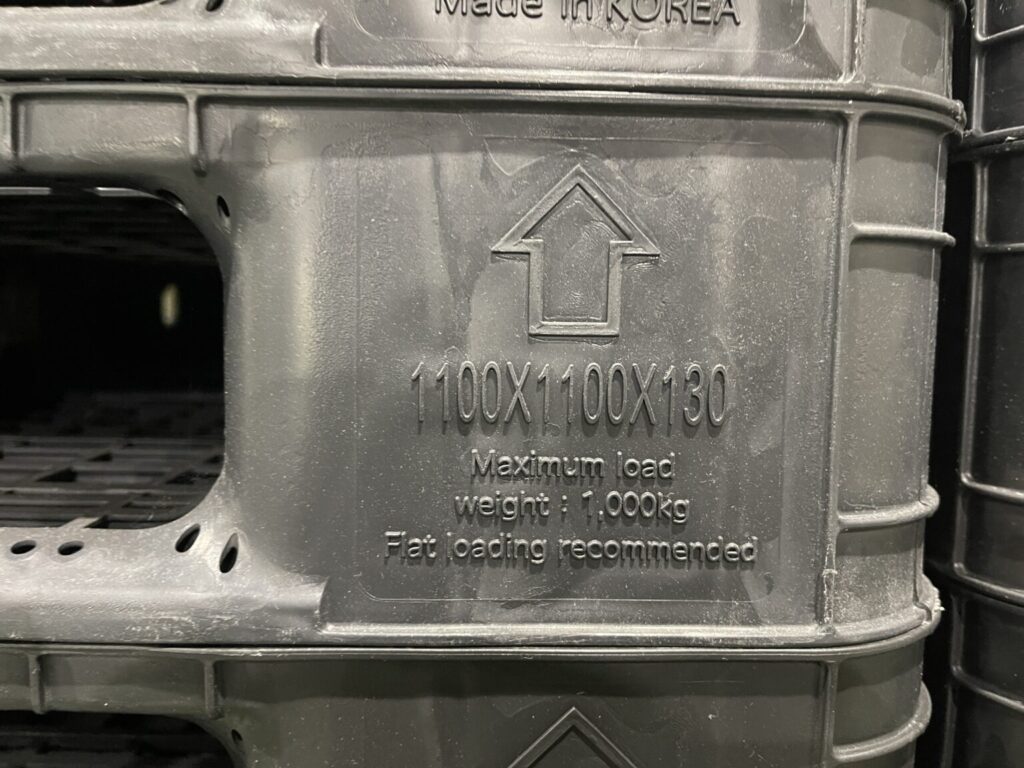 Made in KOREA
1100X1100X130
Maximum load
weight : 1,000kg
Flat loading recommended